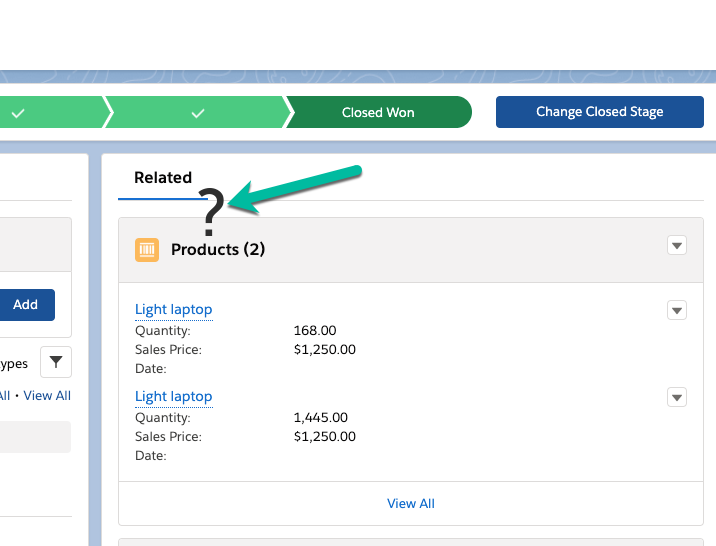 Closed Won
Change Closed Stage
Related
?
Products (2)
Add
Light laptop
Quantity: 168.00
Sales Price: $1,250.00
Date:
ypes
All • View All
Light laptop
Quantity: 1,445.00
Sales Price: $1,250.00
Date:
View All